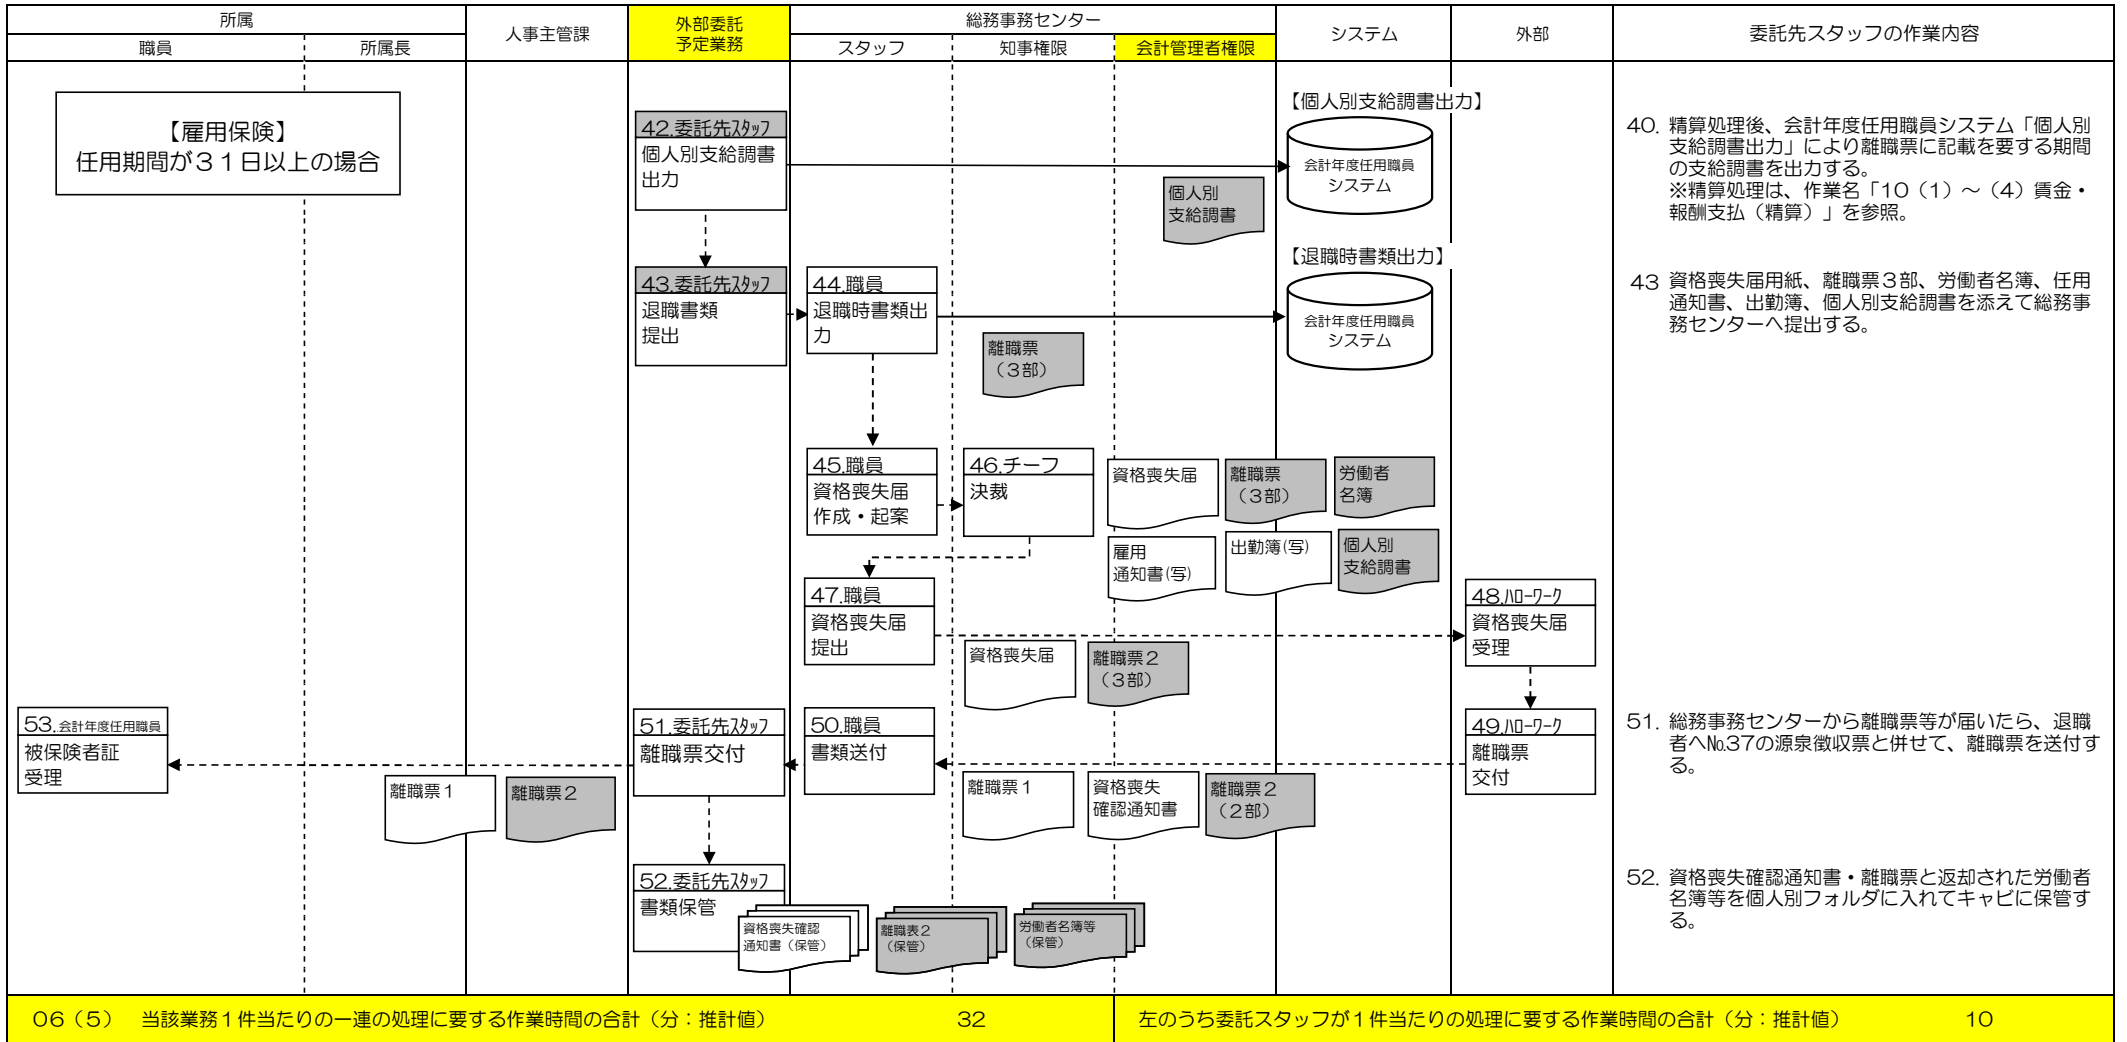 所属
人事主管課
外部委託
予定業務
総務事務センター
システム
外部
委託先スタッフの作業内容
職員
所属長
スタッフ
知事権限
会計管理者権限
【雇用保険】
任用期間が３１日以上の場合
42.委託先ｽﾀｯﾌ
個人別支給調書
出力
【個人別支給調書出力】
会計年度任用職員
システム
個人別
支給調書
40. 精算処理後、会計年度任用職員システム「個人別
支給調書出力」により離職票に記載を要する期間
の支給調書を出力する。
※精算処理は、作業名「10（1）～（4）賃金・
報酬支払（精算）」を参照。
43.委託先ｽﾀｯﾌ
退職書類
提出
44.職員
退職時書類出
力
【退職時書類出力】
会計年度任用職員
システム
離職票
（３部）
43 資格喪失届用紙、離職票３部、労働者名簿、任用
通知書、出勤簿、個人別支給調書を添えて総務事
務センターへ提出する。
45.職員
資格喪失届
作成・起案
46.チーフ
決裁
資格喪失届
離職票
（３部）
労働者
名簿
雇用
通知書(写)
出勤簿(写)
個人別
支給調書
47.職員
資格喪失届
提出
48.ﾊﾛｰﾜｰｸ
資格喪失届
受理
資格喪失届
離職票２
（３部）
53.会計年度任用職員
被保険者証
受理
51.委託先ｽﾀｯﾌ
離職票交付
50.職員
書類送付
49.ﾊﾛｰﾜｰｸ
離職票
交付
離職票１
離職票２
離職票１
資格喪失
確認通知書
離職票２
（２部）
51. 総務事務センターから離職票等が届いたら、退職
者へ№37の源泉徴収票と併せて、離職票を送付す
る。
52.委託先ｽﾀｯﾌ
書類保管
資格喪失確認
通知書（保管）
離職表２
（保管）
労働者名簿等
（保管）
52. 資格喪失確認通知書・離職票と返却された労働者
名簿等を個人別フォルダに入れてキャビに保管す
る。
06（5） 当該業務１件当たりの一連の処理に要する作業時間の合計（分：推計値） 32
左のうち委託スタッフが１件当たりの処理に要する作業時間の合計（分：推計値） 10